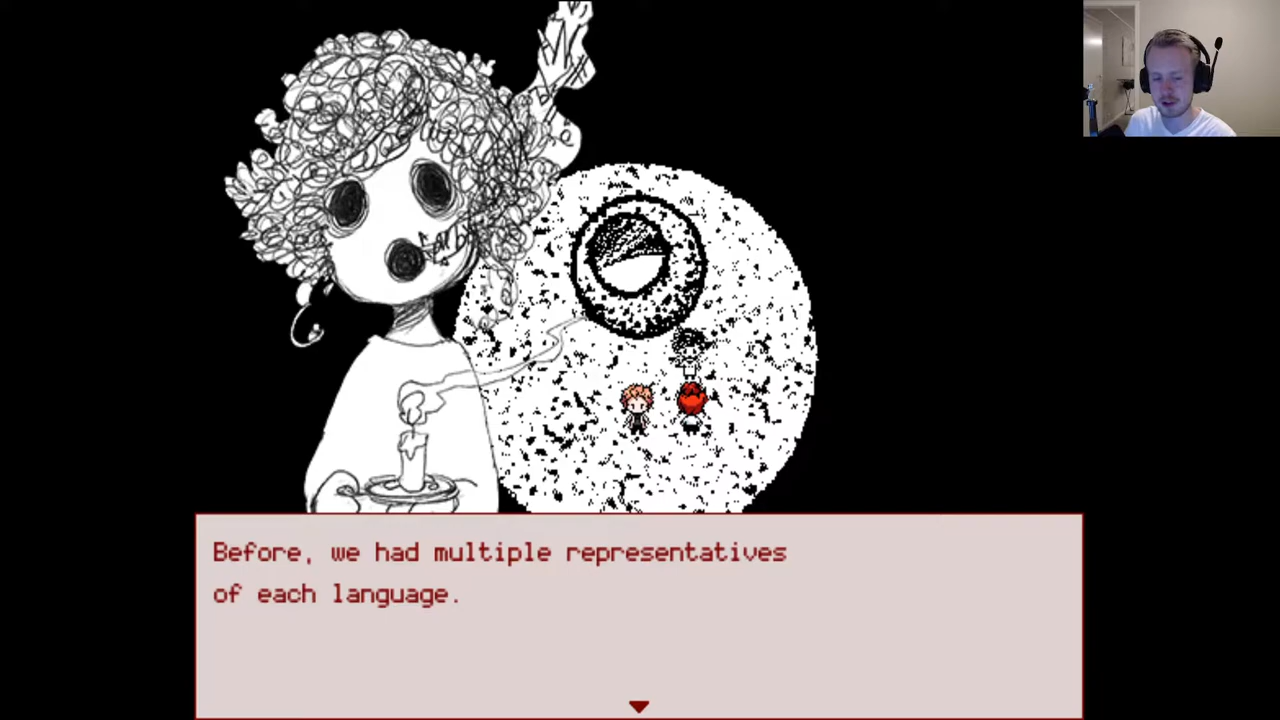 Before, we had multiple representatives
of each language.